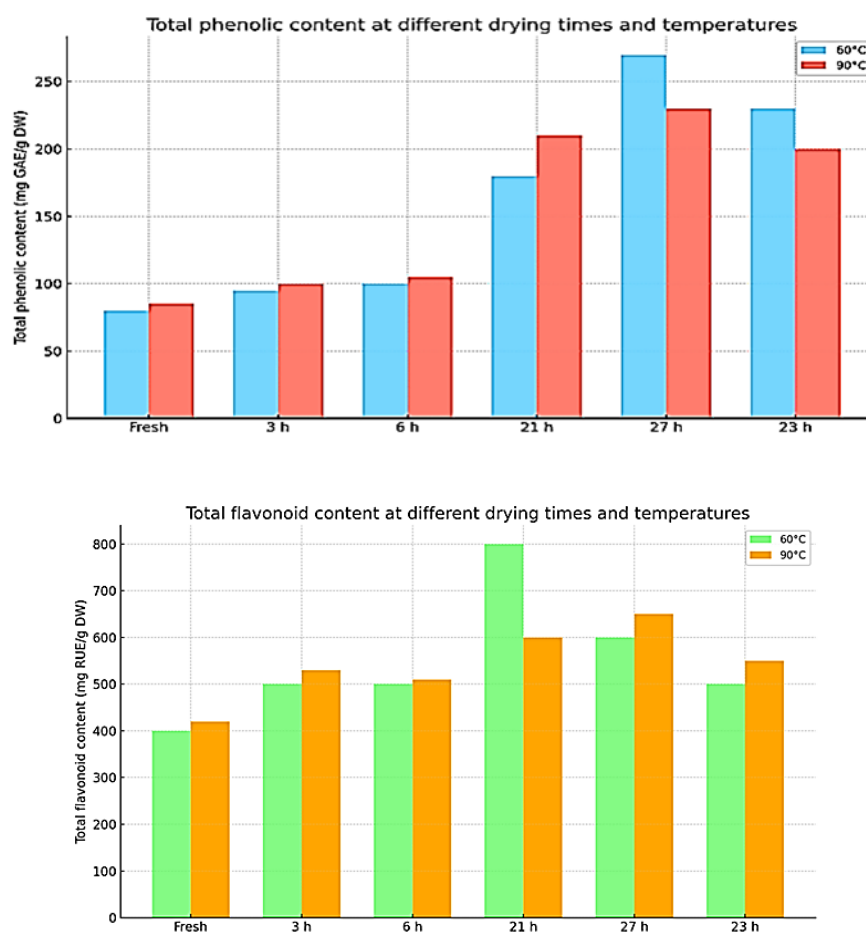 Total phenolic content at different drying times and temperatures
60°C
90°C
Total phenolic content (mg GAE/g DW)
250
200
150
100
50
0
Fresh
3 h
6 h
21 h
27 h
23 h
Total flavonoid content at different drying times and temperatures
60°C
90°C
Total flavonoid content (mg RUE/g DW)
800
700
600
500
400
300
200
100
0
Fresh
3 h
6 h
21 h
27 h
23 h